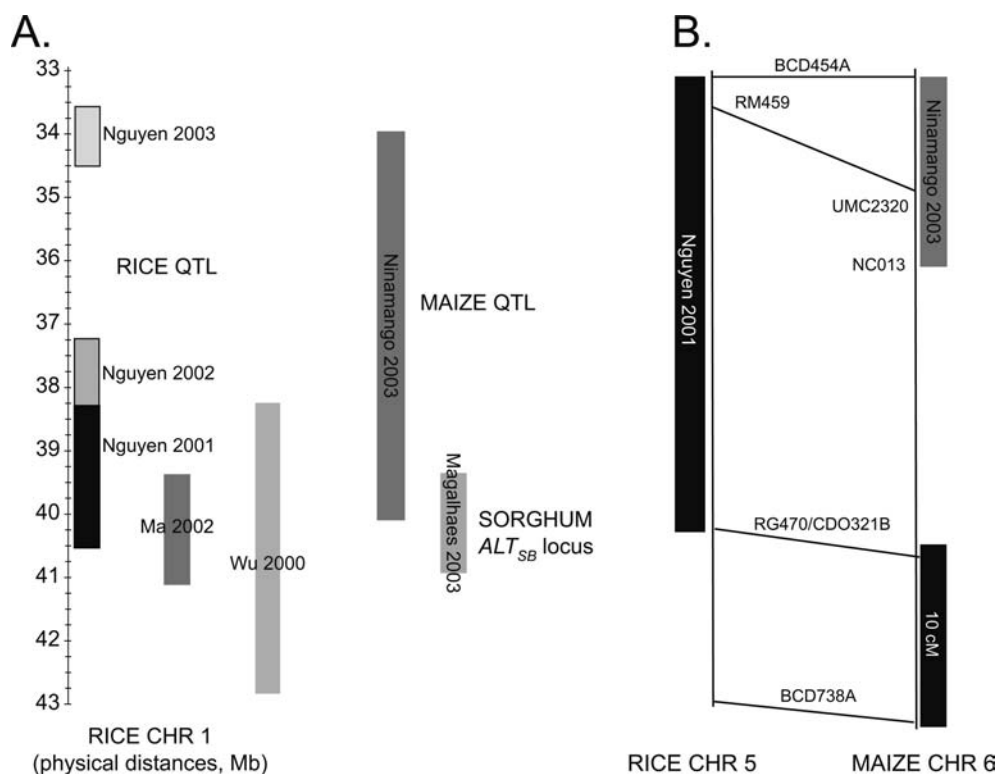 A.
B.
33
34
35
36
37
38
39
40
41
42
43
Nguyen 2003
RICE QTL
Nguyen 2002
Nguyen 2001
Ma 2002
Wu 2000
Ninamango 2003
MAIZE QTL
Magalhaes 2003
SORGHUM
ALT_SB locus
RICE CHR 1
(physical distances, Mb)
BCD454A
RM459
UMC2320
NC013
Nguyen 2001
Ninamango 2003
RG470/CDO321B
10 cM
BCD738A
RICE CHR 5
MAIZE CHR 6